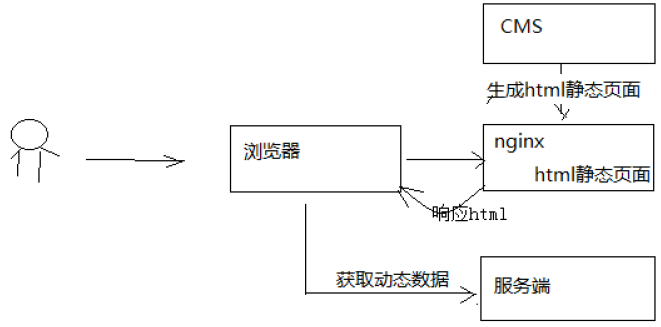 CMS
生成html静态页面
浏览器
nginx
html静态页面
响应html
获取动态数据
服务端